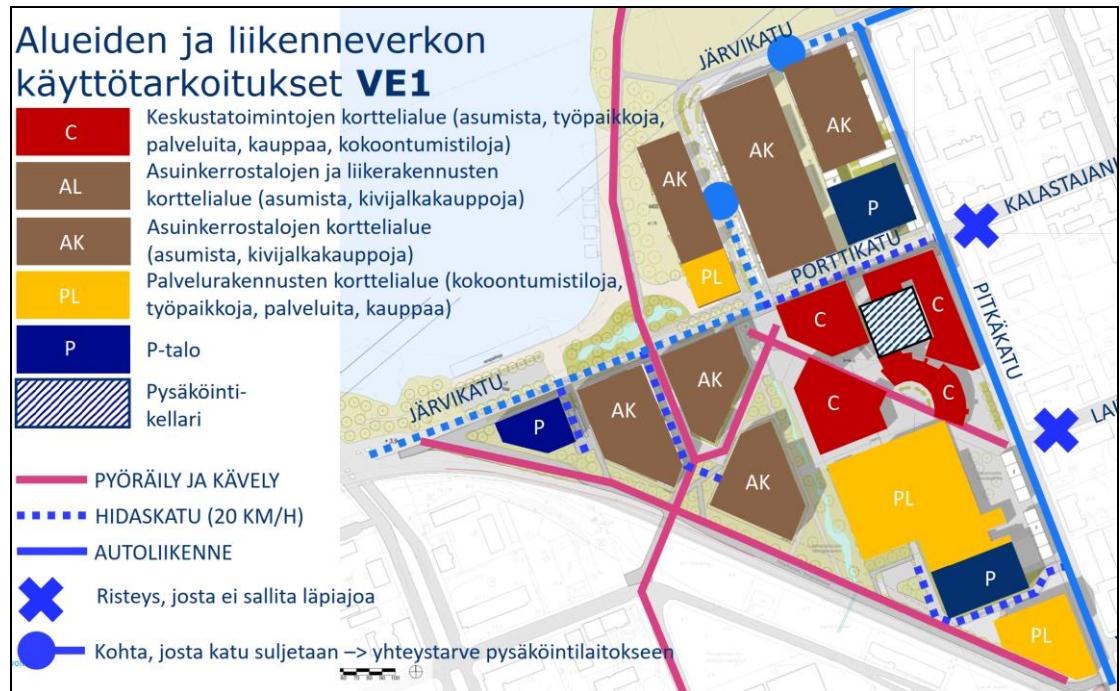 Alueiden ja liikenneverkon
käyttötarkoitukset VE1
C
Keskustatoimintojen korttelialue (asumista, työpaikkoja,
palveluita, kauppaa, kokoontumistiloja)
AL
Asuinkerrostalojen ja liikerakennusten
korttelialue (asumista, kivijalkakauppoja)
AK
Asuinkerrostalojen korttelialue
(asumista, kivijalkakauppoja)
PL
Palvelurakennusten korttelialue (kokoontumistiloja,
työpaikkoja, palveluita, kauppaa)
P
P-talo
Pysäköinti-
kellari
PYÖRÄILY JA KÄVELY
HIDASKATU (20 KM/H)
AUTOLIIKENNE
Risteys, josta ei sallita läpiajoa
Kohta, josta katu suljetaan –> yhteystarve pysäköintilaitokseen
JÄRVIKATU
AK
AK
AK
P
KALASTAJANI
PORTTIKATU
PL
C
C
PITKÄKATU
AK
C
C
LAI
JÄRVIKATU
P
AK
AK
PL
P
PL